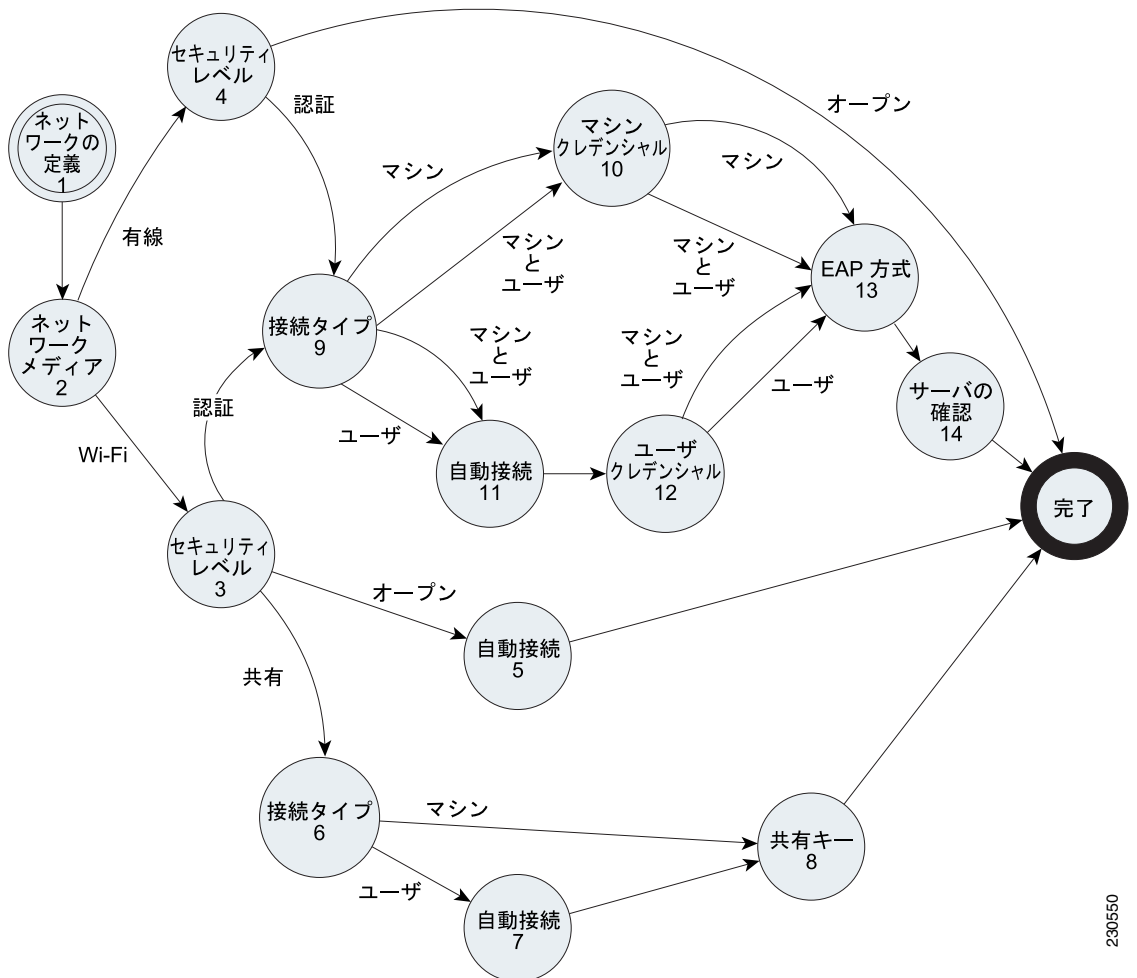 セキュリティ
レベル
4
オープン
ネット
ワークの
定義
1
認証
マシン
クレデンシャル
10
マシン
マシン
有線
マシン
と
ユーザ
マシン
と
ユーザ
EAP 方式
13
接続タイプ
9
ネット
ワーク
メディア
2
マシン
と
ユーザ
マシン
と
ユーザ
ユーザ
サーバの
確認
14
認証
ユーザ
Wi-Fi
自動接続
11
ユーザ
クレデンシャル
12
完了
セキュリティ
レベル
3
オープン
自動接続
5
共有
接続タイプ
6
マシン
共有キー
8
ユーザ
自動接続
7
230550